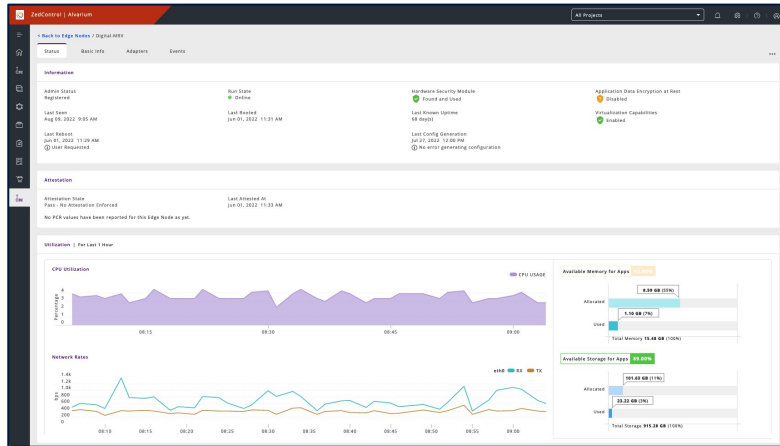 ZedControl | Alvarium
All Projects
< Back to Edge Nodes / Digital-MRV
Status Basic Info Adapters Events
Information
Admin Status Run State Hardware Security Module Application Data Encryption at Rest
Registered Online Found and Used Disabled
Last Seen Last Booted Last Known Uptime Virtualization Capabilities
Aug 09, 2022 9:05 AM Jun 01, 2022 11:31 AM 68 day(s) Enabled
Last Reboot Last Config Generation
Jun 01, 2022 11:29 AM Jul 27, 2022 12:00 PM
User Requested No error generating configuration
Attestation
Attestation State Last Attested At
Pass - No Attestation Enforced Jun 01, 2022 11:33 AM
No PCR values have been reported for this Edge Node as yet.
Utilization | For Last 1 Hour
CPU Utilization
CPU USAGE
Percentage
4
3
2
1
0
08:15 08:30 08:45 09:00
Network Rates
eth0 RX TX
bps
1.4k
1.2k
1.0k
800
600
400
200
0
08:10 08:15 08:20 08:25 08:30 08:35 08:40 08:45 08:50 08:55 09:00
Available Memory for Apps
(55%)
Allocated
1.10 GB (7%)
Used
Total Memory 15.48 GB (100%)
Available Storage for Apps 89.00%
101.63 GB (11%)
Allocated
23.22 GB (3%)
Used
Total Storage 915.26 GB (100%)